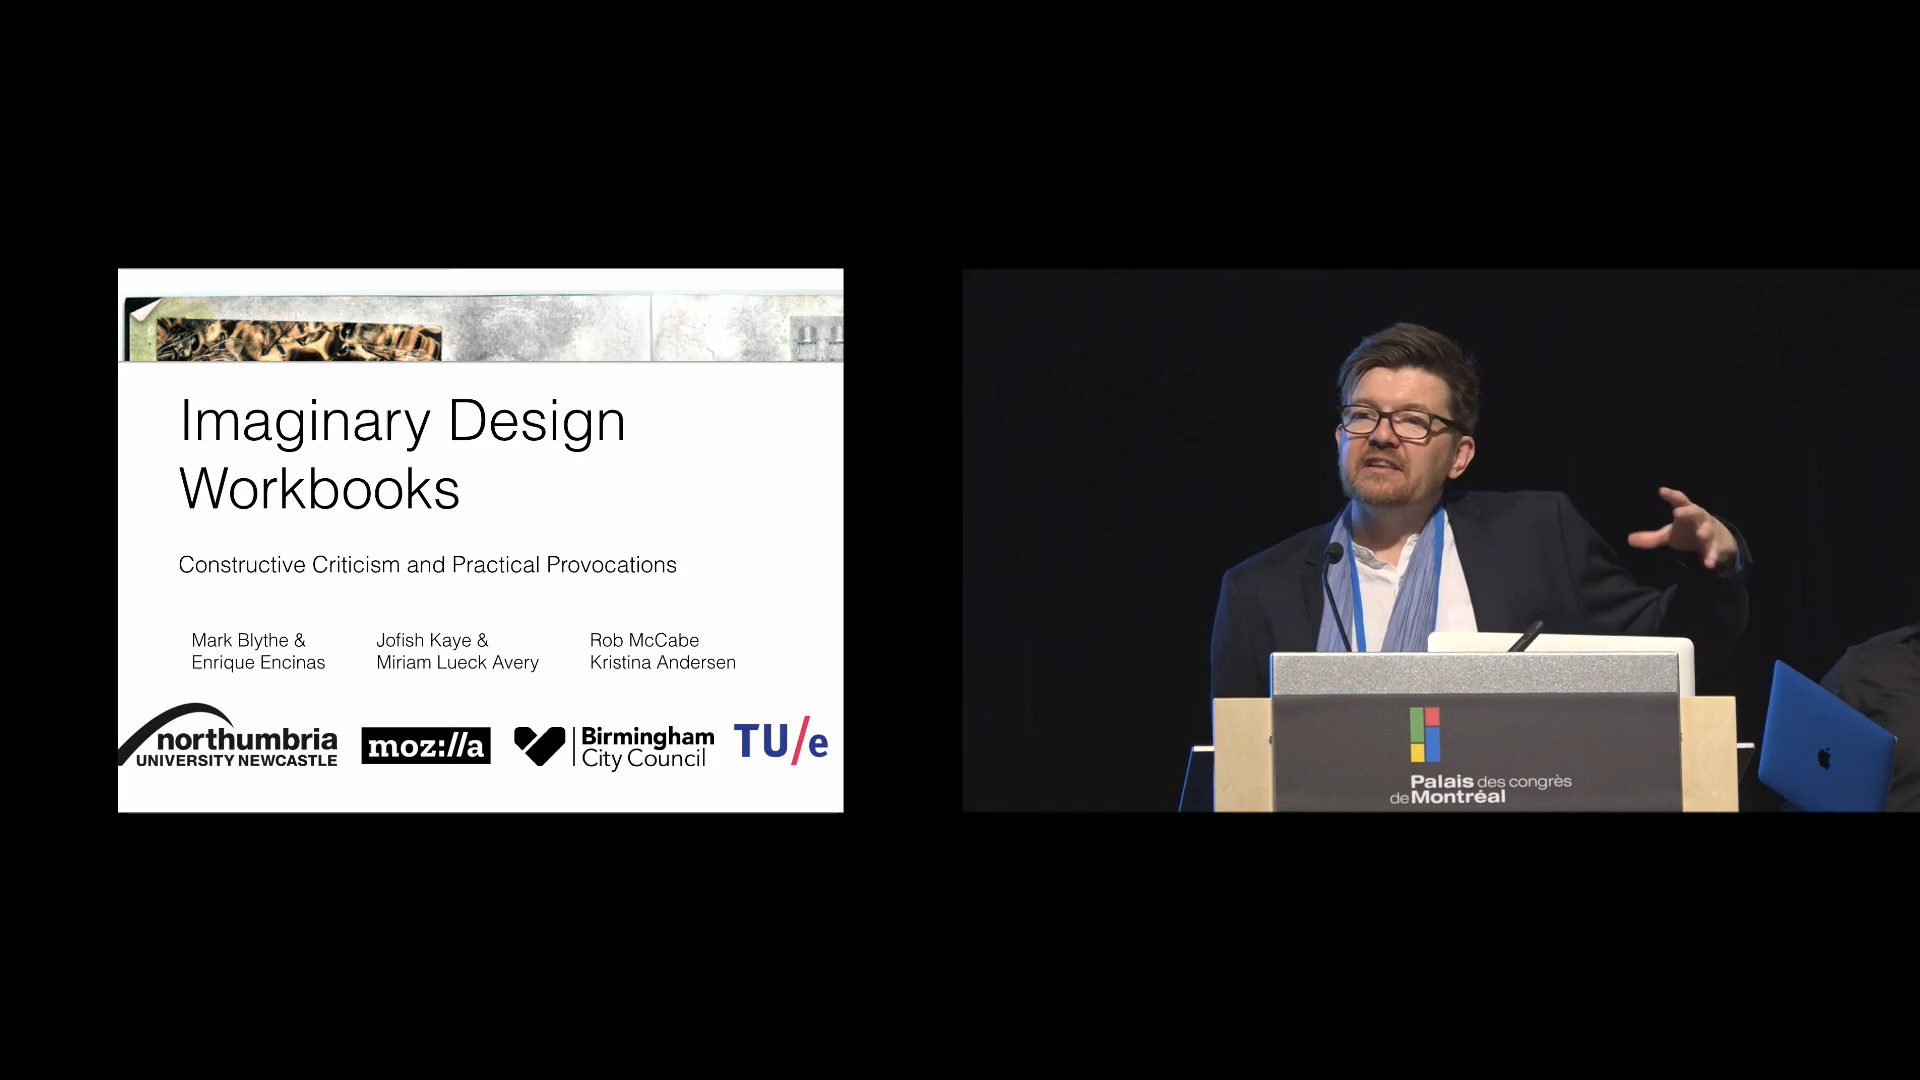 Imaginary Design
Workbooks
Constructive Criticism and Practical Provocations
Mark Blythe &
Enrique Encinas
Jofish Kaye &
Miriam Lueck Avery
Rob McCabe
Kristina Andersen
northumbria
UNIVERSITY NEWCASTLE
moz://a
Birmingham
City Council
TU/e
Palais des congrès
de Montréal